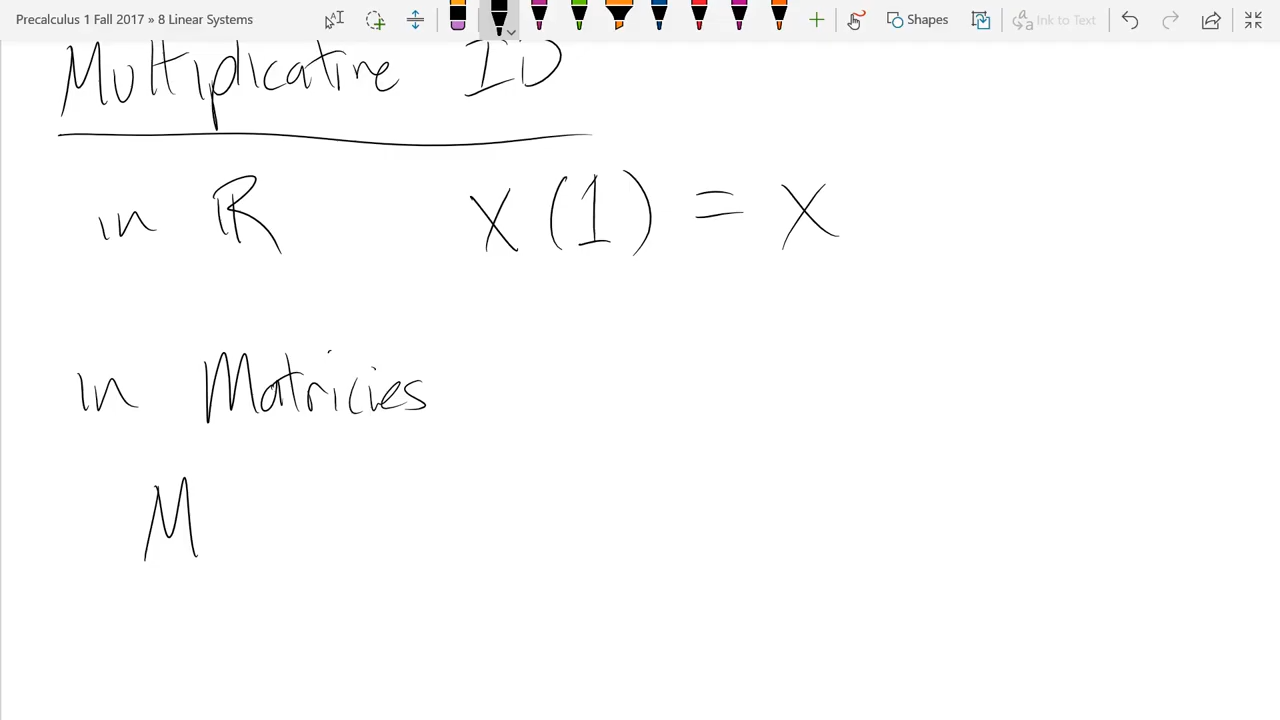 Precalculus 1 Fall 2017 » 8 Linear Systems
Shapes
Ink to Text
Multiplicative ID
in ℝ x(1) = x
in Matricies
M